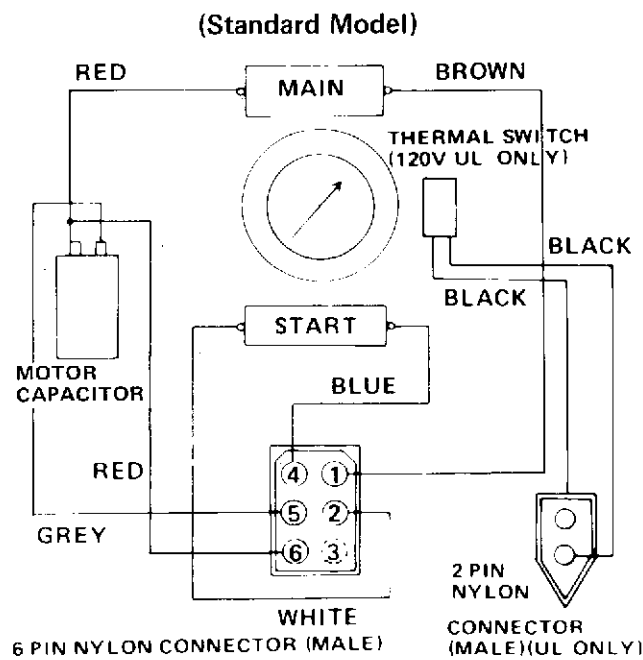 (Standard Model)
RED
MAIN
BROWN
THERMAL SWITCH
(120V UL ONLY)
BLACK
BLACK
START
MOTOR
CAPACITOR
BLUE
RED
4 1
5 2
6 3
GREY
2 PIN
NYLON
WHITE
CONNECTOR
(MALE)(UL ONLY)
6 PIN NYLON CONNECTOR (MALE)